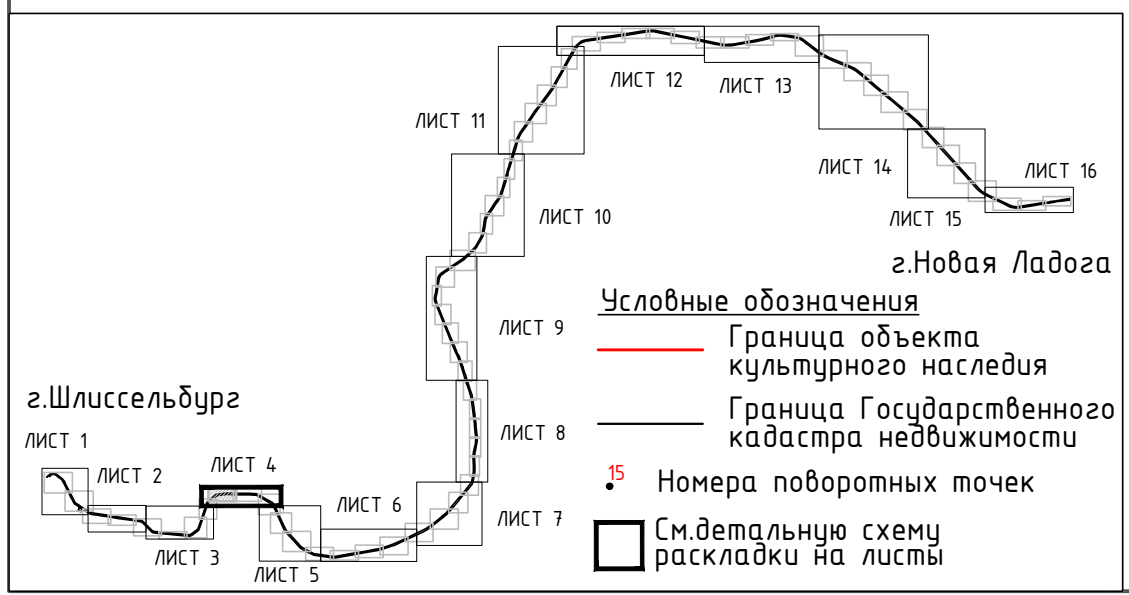 ЛИСТ 12
ЛИСТ 13
ЛИСТ 11
ЛИСТ 14
ЛИСТ 16
ЛИСТ 10
ЛИСТ 15
г.Новая Ладога
Условные обозначения
ЛИСТ 9
Граница объекта
культурного наследия
г.Шлиссельбург
Граница Государственного
кадастра недвижимости
ЛИСТ 8
ЛИСТ 1
ЛИСТ 2
ЛИСТ 4
15
Номера поворотных точек
ЛИСТ 6
ЛИСТ 7
См.детальную схему
раскладки на листы
ЛИСТ 3
ЛИСТ 5